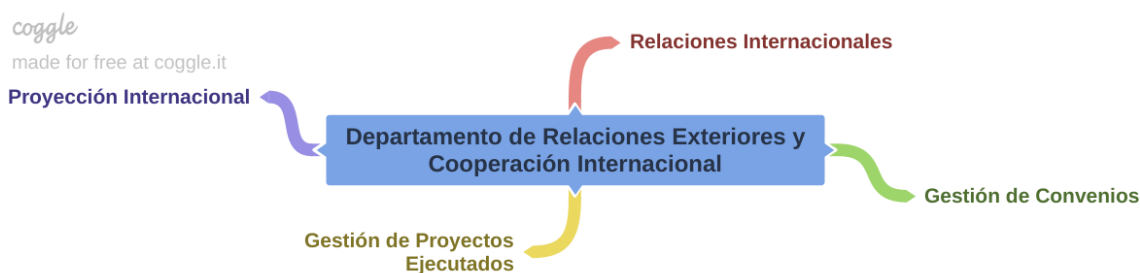 coggle
made for free at coggle.it
Relaciones Internacionales
Proyección Internacional
Departamento de Relaciones Exteriores y
Cooperación Internacional
Gestión de Convenios
Gestión de Proyectos
Ejecutados